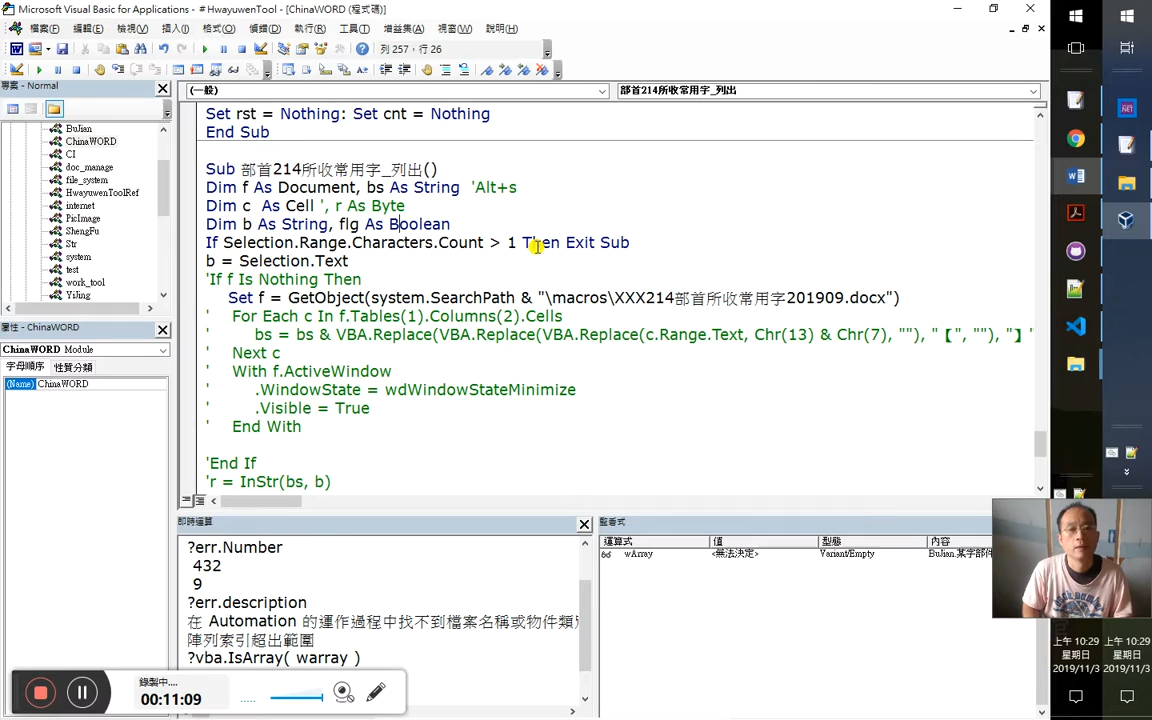 Microsoft Visual Basic for Applications - #HwayuwenTool - [ChinaWORD (程式碼)]
檔案(F) 編輯(E) 檢視(V) 插入(I) 格式(O) 偵錯(D) 執行(R) 工具(T) 增益集(A) 視窗(W) 說明(H)
列 257，行 26
專案 - Normal
(一般)
部首214所收常用字_列出
BuJian
ChinaWORD
CI
doc_manage
file_system
HwayuwenToolRef
internet
PicImage
ShengFu
Str
system
test
work_tool
YiJing
屬性 - ChinaWORD
ChinaWORD Module
字母順序 性質分類
(Name) ChinaWORD
Set rst = Nothing: Set cnt = Nothing
End Sub
Sub 部首214所收常用字_列出()
Dim f As Document, bs As String 'Alt+s
Dim c As Cell ', r As Byte
Dim b As String, flg As Boolean
If Selection.Range.Characters.Count > 1 Then Exit Sub
b = Selection.Text
'If f Is Nothing Then
Set f = GetObject(system.SearchPath & "\macros\XXX214部首所收常用字201909.docx")
' For Each c In f.Tables(1).Columns(2).Cells
' bs = bs & VBA.Replace(VBA.Replace(VBA.Replace(c.Range.Text, Chr(13) & Chr(7), ""), "【", ""), "】"
' Next c
' With f.ActiveWindow
' .WindowState = wdWindowStateMinimize
' .Visible = True
' End With
'End If
'r = InStr(bs, b)
即時運算
?err.Number
432
9
?err.description
在 Automation 的運作過程中找不到檔案名稱或物件類別
陣列索引超出範圍
?vba.IsArray( warray )
監看式
運算式 值 型態 內容
wArray <無法決定> Variant/Empty BuJian.某字部件
錄製中....
00:11:09
上午 10:29
星期日
2019/11/3
上午 10:29
星期日
2019/11/3